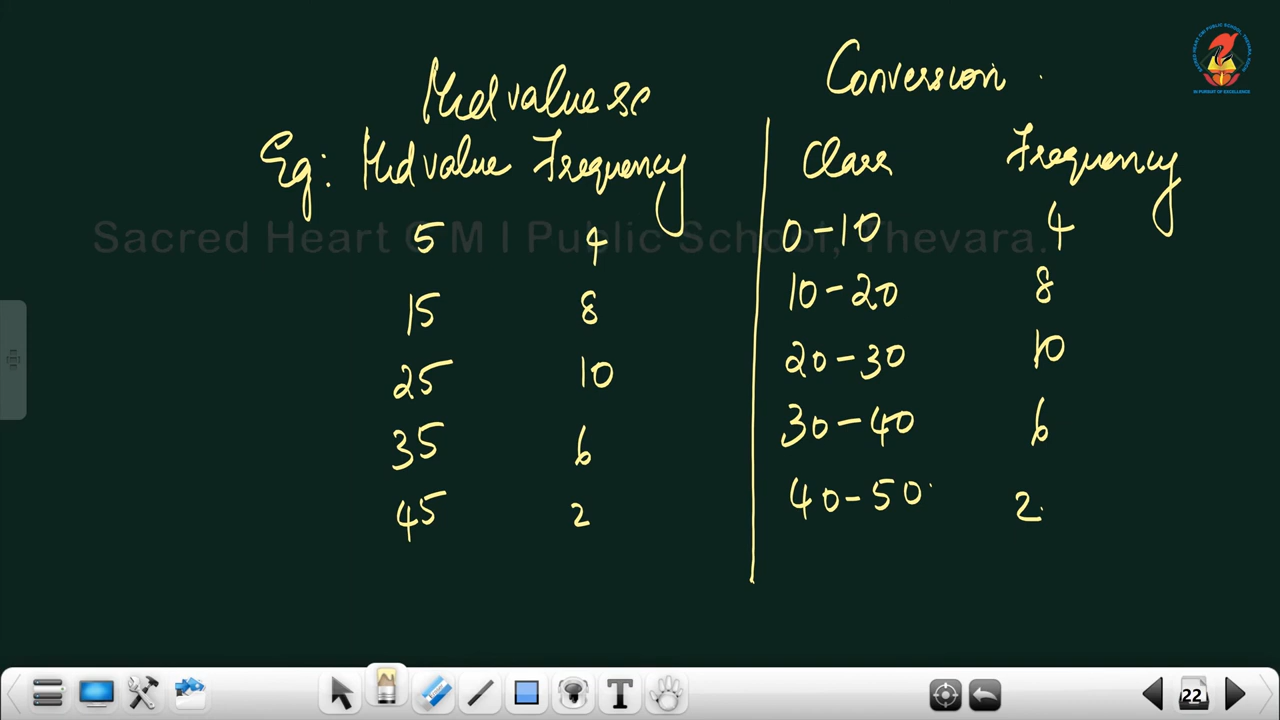 Mid value se
Conversion
Eg: Mid value Frequency
Class Frequency
Sacred Heart C M I Public School, Thevara.
5 4
0-10 4
15 8
10-20 8
25 10
20-30 10
35 6
30-40 6
45 2
40-50 2
22